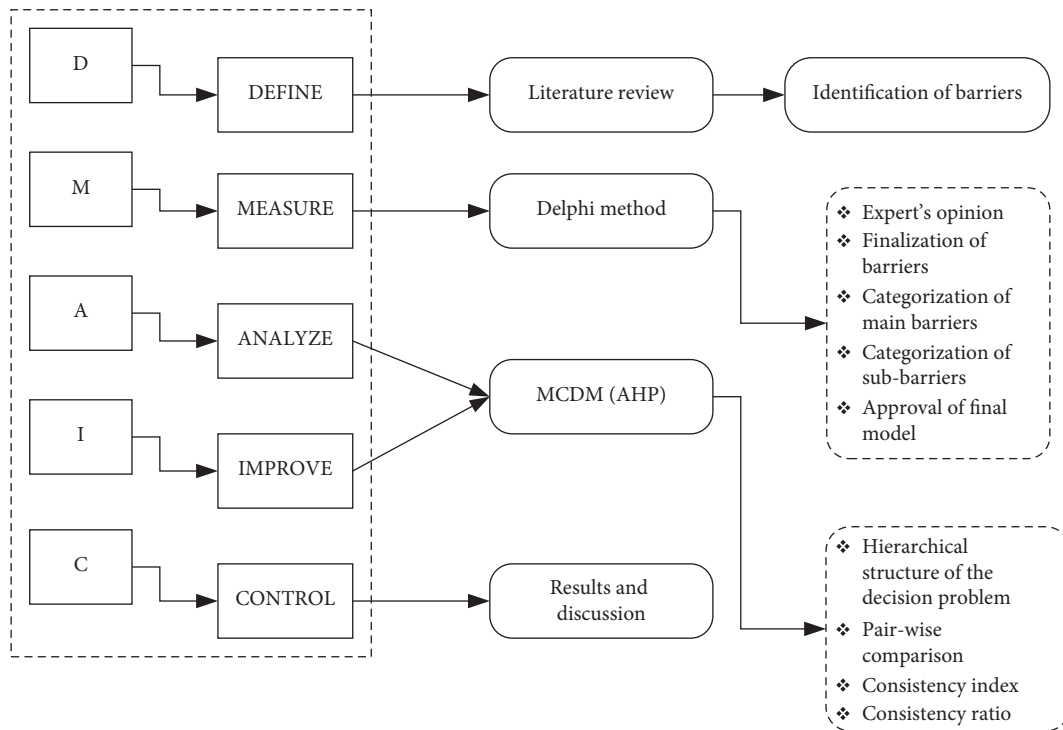 D
DEFINE
Literature review
Identification of barriers
M
MEASURE
Delphi method
❖ Expert's opinion
❖ Finalization of
barriers
❖ Categorization of
main barriers
❖ Categorization of
sub-barriers
❖ Approval of final
model
A
ANALYZE
MCDM (AHP)
I
IMPROVE
C
CONTROL
Results and
discussion
❖ Hierarchical
structure of the
decision problem
❖ Pair-wise
comparison
❖ Consistency index
❖ Consistency ratio